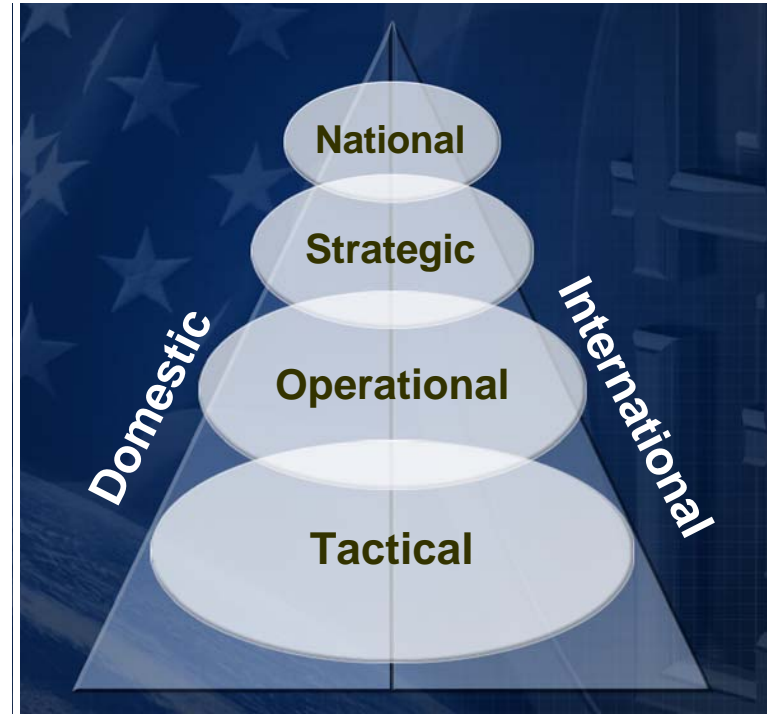 National
Strategic
Domestic
International
Operational
Tactical